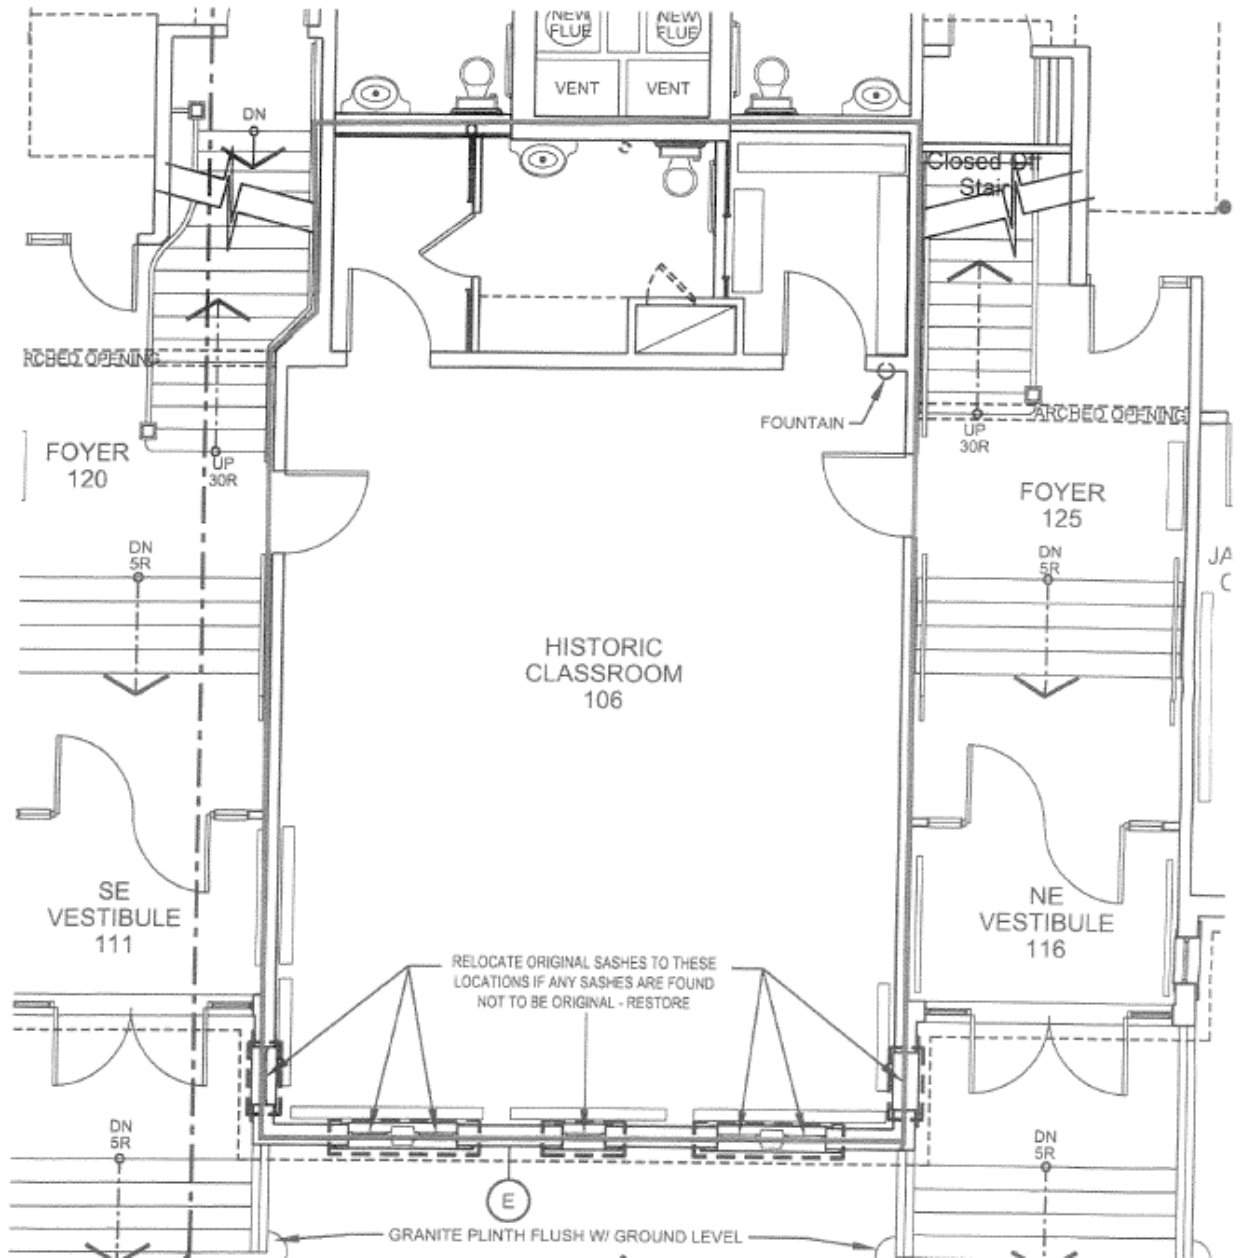 NEW
FLUE
NEW
FLUE
VENT
VENT
DN
Closed Off
Stair
RCHED OPENING
FOUNTAIN
ARCHED OPENING
FOYER
120
UP
30R
UP
30R
FOYER
125
DN
5R
DN
5R
JA
C
HISTORIC
CLASSROOM
106
SE
VESTIBULE
111
NE
VESTIBULE
116
RELOCATE ORIGINAL SASHES TO THESE
LOCATIONS IF ANY SASHES ARE FOUND
NOT TO BE ORIGINAL - RESTORE
DN
5R
DN
5R
E
GRANITE PLINTH FLUSH W/ GROUND LEVEL